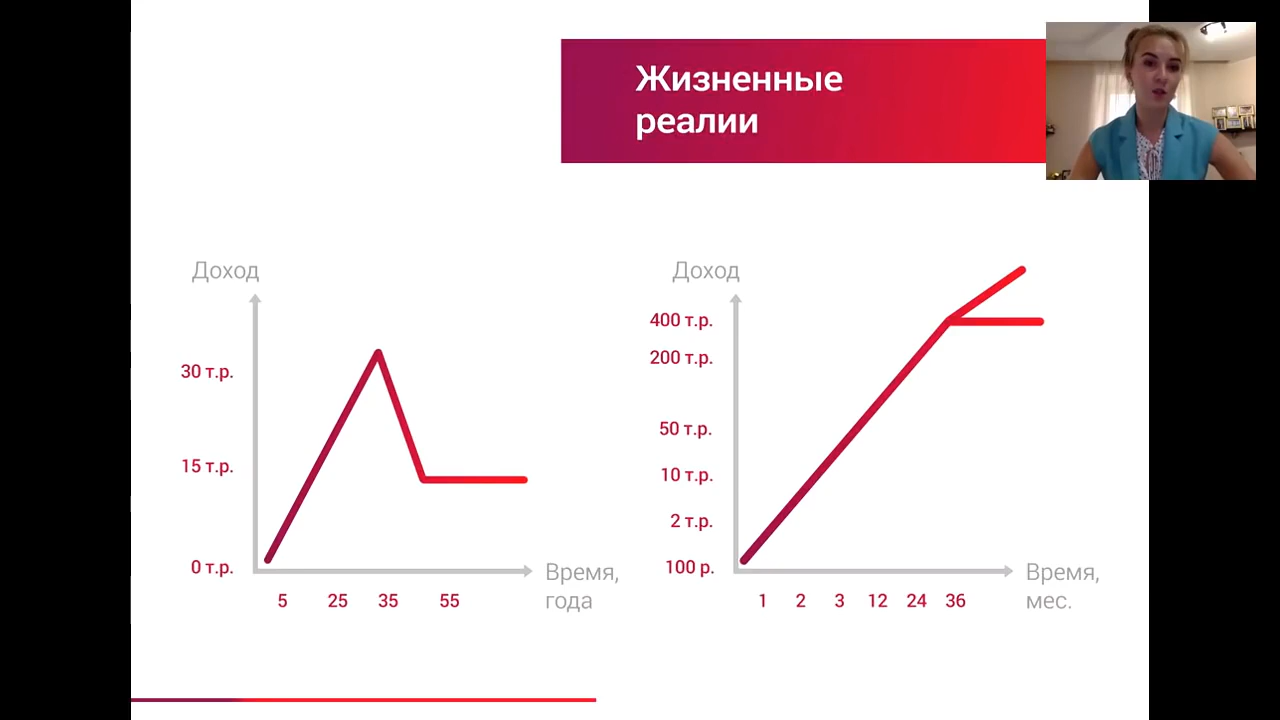 Жизненные
реалии
Доход
30 т.р.
15 т.р.
0 т.р.
5 25 35 55
Время,
года
Доход
400 т.р.
200 т.р.
50 т.р.
10 т.р.
2 т.р.
100 р.
1 2 3 12 24 36
Время,
мес.